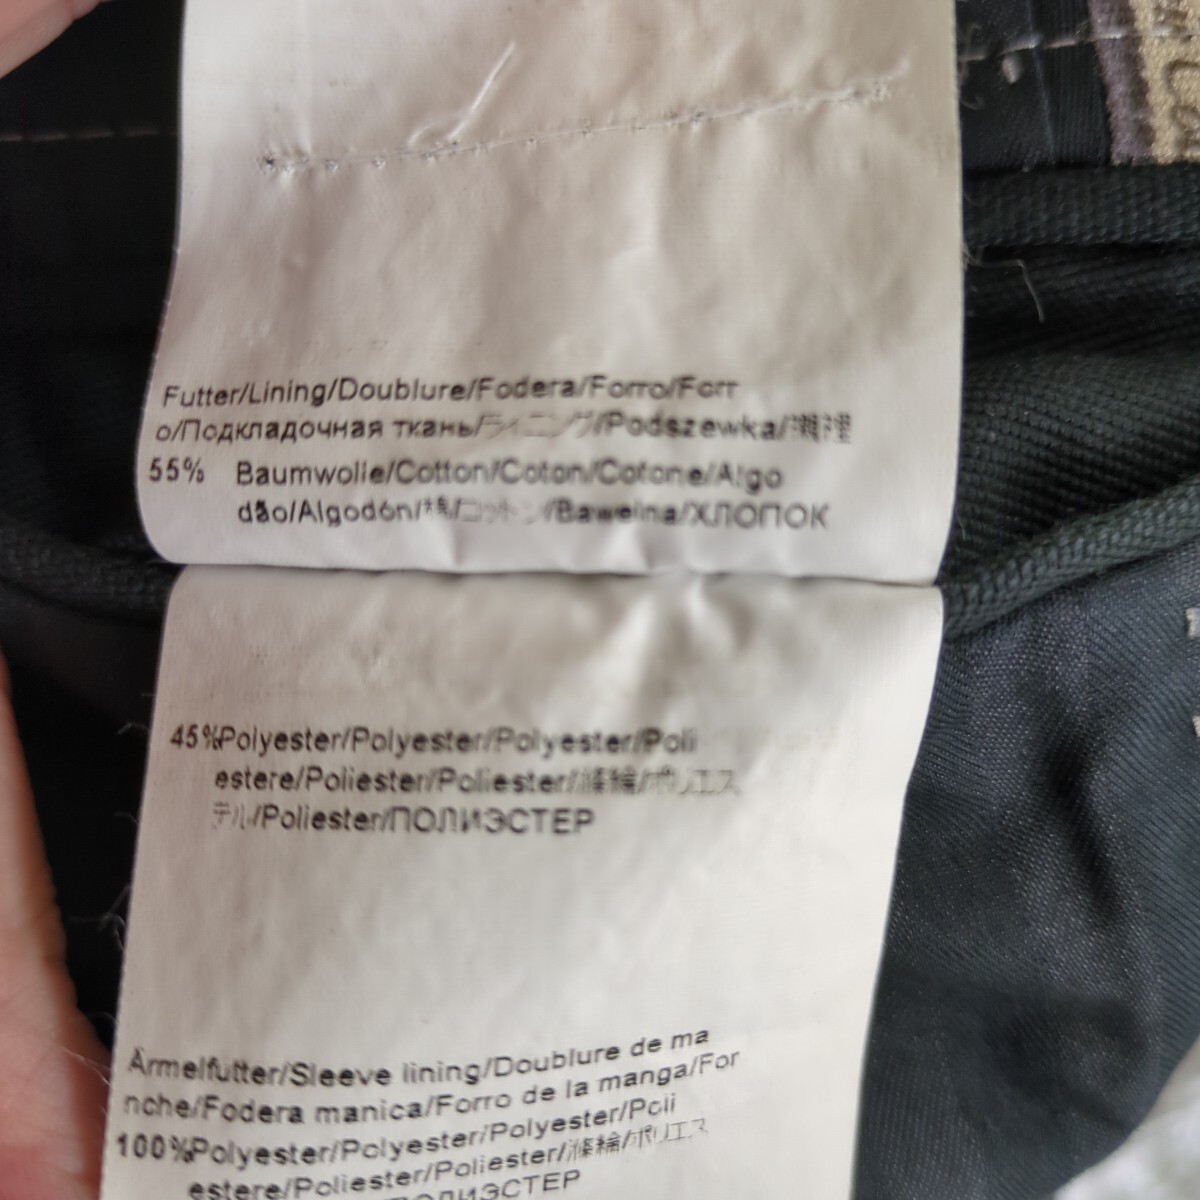 Futter/Lining/Doublure/Fodera/Forro/Forr
o/Подкладочная ткань/ライニング/Podszewka/襯裡
55% Baumwolle/Cotton/Coton/Cotone/Algo
dão/Algodón/棉/コットン/Bawełna/ХЛОПОК
45%Polyester/Polyester/Polyester/Poli
estere/Poliester/Poliester/滌綸/ポリエス
テル/Poliester/ПОЛИЭСТЕР
Ärmelfutter/Sleeve lining/Doublure de ma
nche/Fodera manica/Forro de la manga/For
100%Polyester/Polyester/Polyester/Poli
estere/Poliester/Poliester/滌綸/ポリエス
ПОЛИЭСТЕР